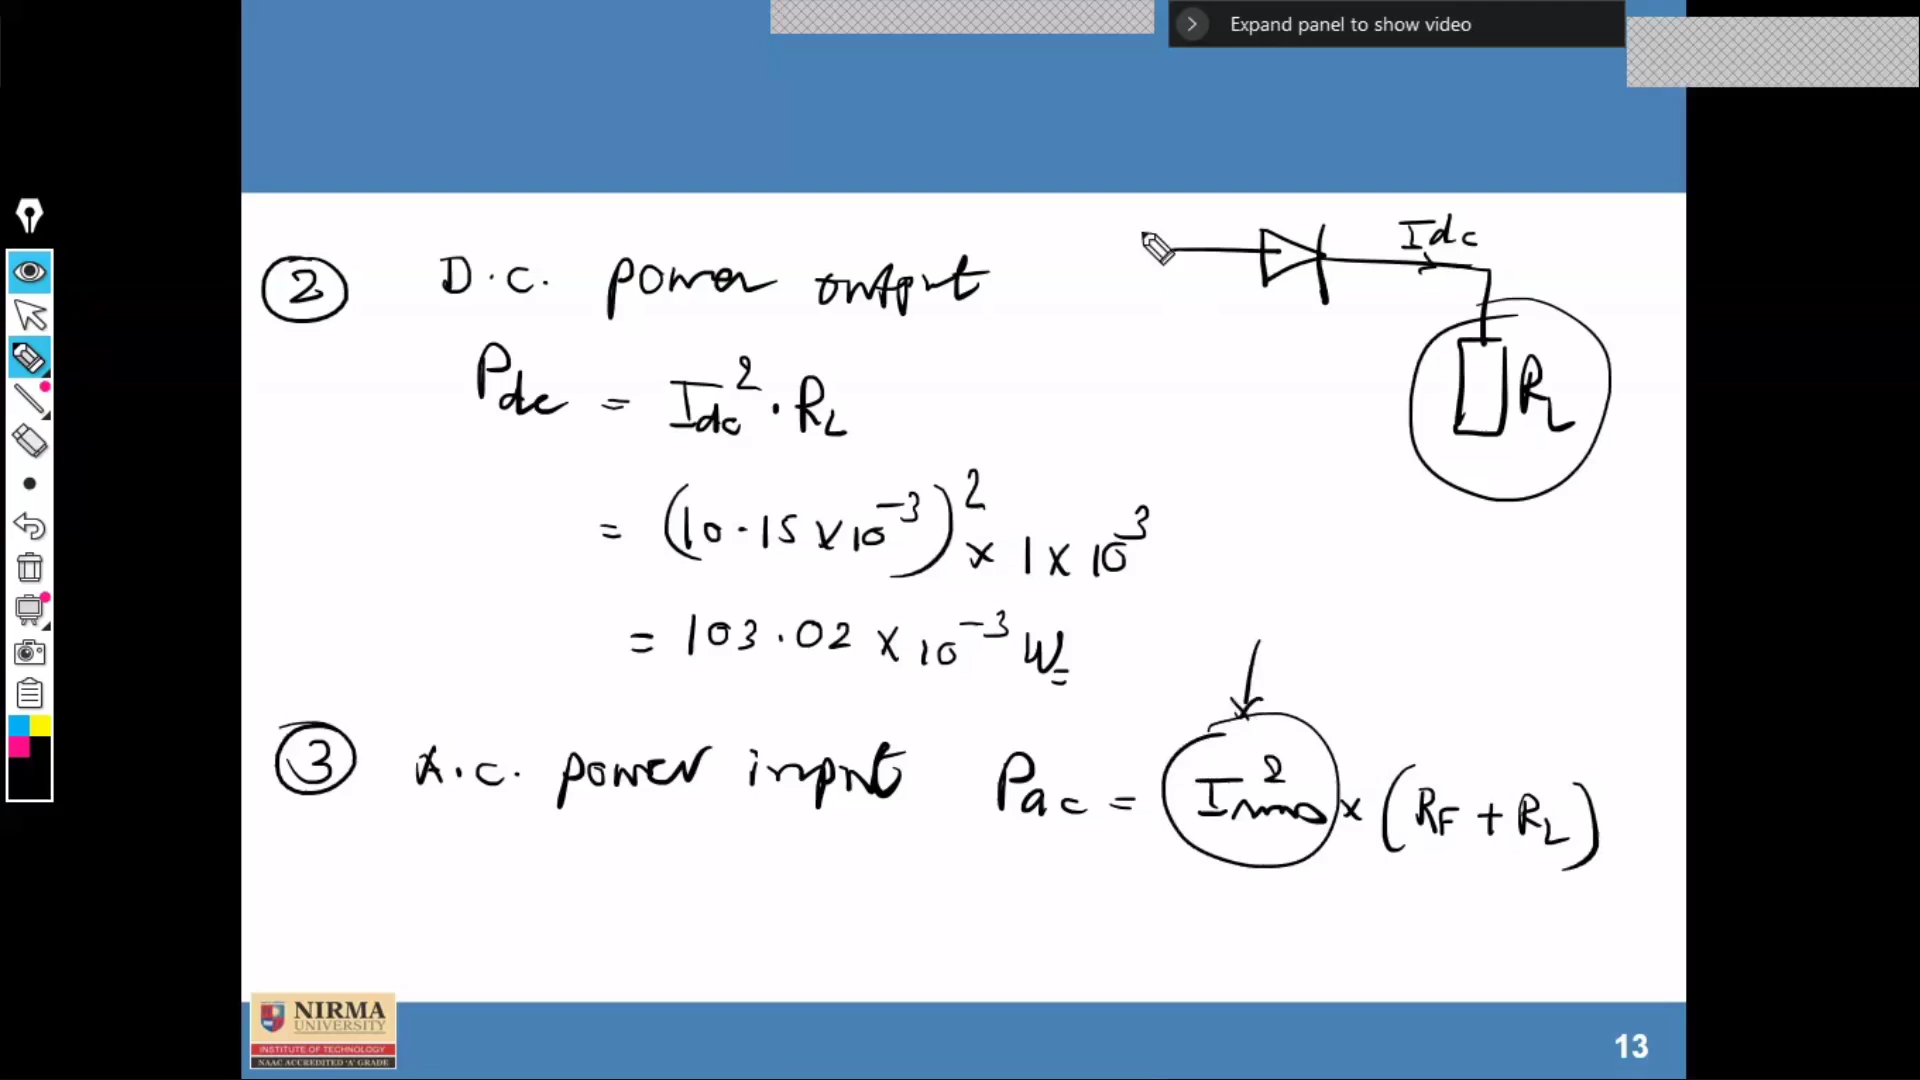 Expand panel to show video
② D.C. power output
Idc
Pdc = Idc² . RL
RL
= (10.15 x 10⁻³)² x 1 x 10³
= 103.02 x 10⁻³ W
③ A.C. power input Pac = Irms² x (RF + RL)
NIRMA
UNIVERSITY
INSTITUTE OF TECHNOLOGY
NAAC ACCREDITED 'A' GRADE
13